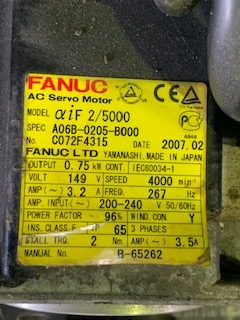 FANUC
AC Servo Motor
MODEL αiF 2/5000
SPEC. A06B-0205-B000
No. C072F4315 DATE 2007.02
FANUC LTD YAMANASHI, MADE IN JAPAN
OUTPUT 0.75 kW CONT. IEC60034-1
VOLT 149 V SPEED 4000 min-1
AMP(~) 3.2 A FREQ. 267 Hz
AMP. INPUT(~) 200-240 V 50/60Hz
POWER FACTOR 96% WIND.CON. Y
INS.CLASS F IP 65 3 PHASES
STALL TRQ. 2 Nm AMP(~) 3.5A
MANUAL No. B-65262